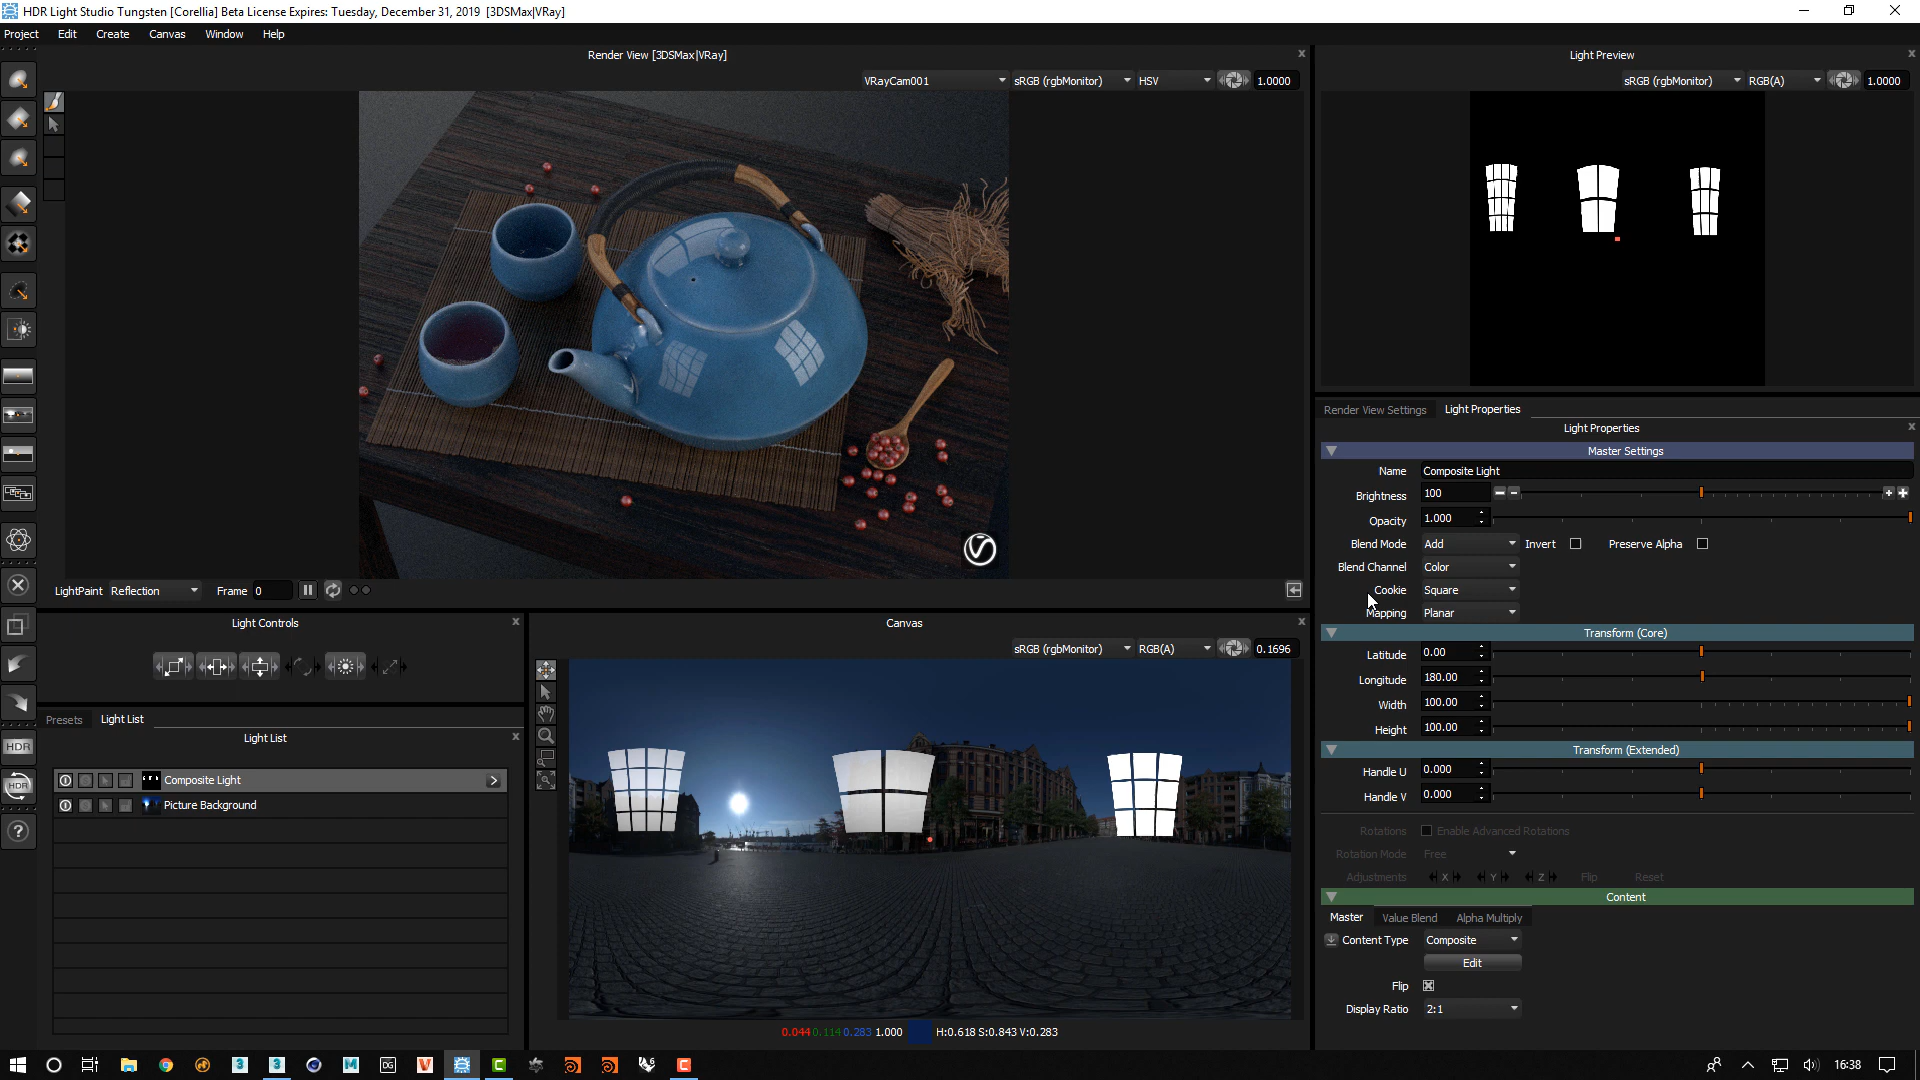 HDR Light Studio Tungsten [Corellia] Beta License Expires: Tuesday, December 31, 2019 [3DSMax|VRay]
Project Edit Create Canvas Window Help
Render View [3DSMax|VRay]
VRayCam001 sRGB (rgbMonitor) HSV 1.0000
LightPaint Reflection Frame 0
Light Preview
sRGB (rgbMonitor) RGB(A) 1.0000
Render View Settings Light Properties
Light Properties
Master Settings
Name Composite Light
Brightness 100
Opacity 1.000
Blend Mode Add Invert Preserve Alpha
Blend Channel Color
Cookie Square
Mapping Planar
Transform (Core)
Latitude 0.00
Longitude 180.00
Width 100.00
Height 100.00
Transform (Extended)
Handle U 0.000
Handle V 0.000
Rotations Enable Advanced Rotations
Rotation Mode Free
Adjustments X Y Z Flip Reset
Content
Master Value Blend Alpha Multiply
Content Type Composite
Edit
Flip
Display Ratio 2:1
Light Controls
Presets Light List
Light List
Composite Light
Picture Background
HDR
HDR
Canvas
sRGB (rgbMonitor) RGB(A) 0.1696
0.044 0.114 0.283 1.000 H:0.618 S:0.843 V:0.283
3 3 M DG V C 6 C
16:38